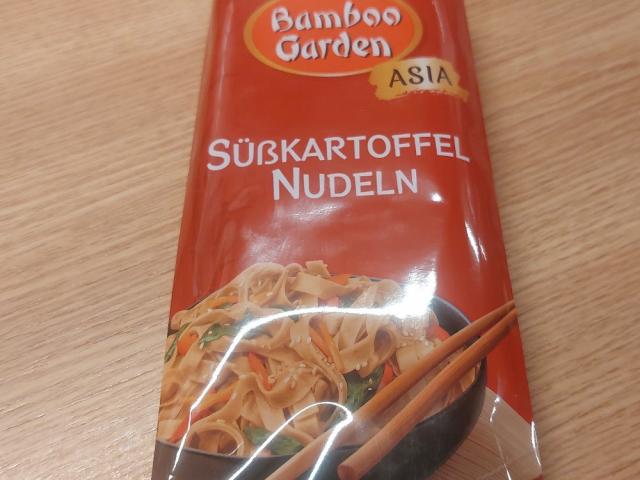 Bamboo
Garden
ASIA
SÜßKARTOFFEL
NUDELN